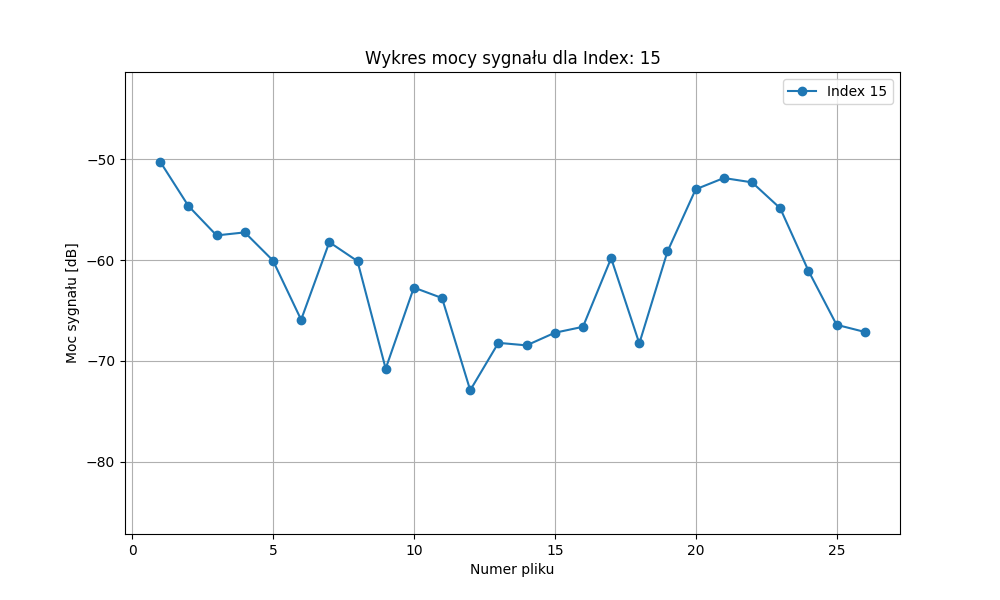 Wykres mocy sygnału dla Index: 15
Index 15
Moc sygnału [dB]
−50
−60
−70
−80
0 5 10 15 20 25
Numer pliku